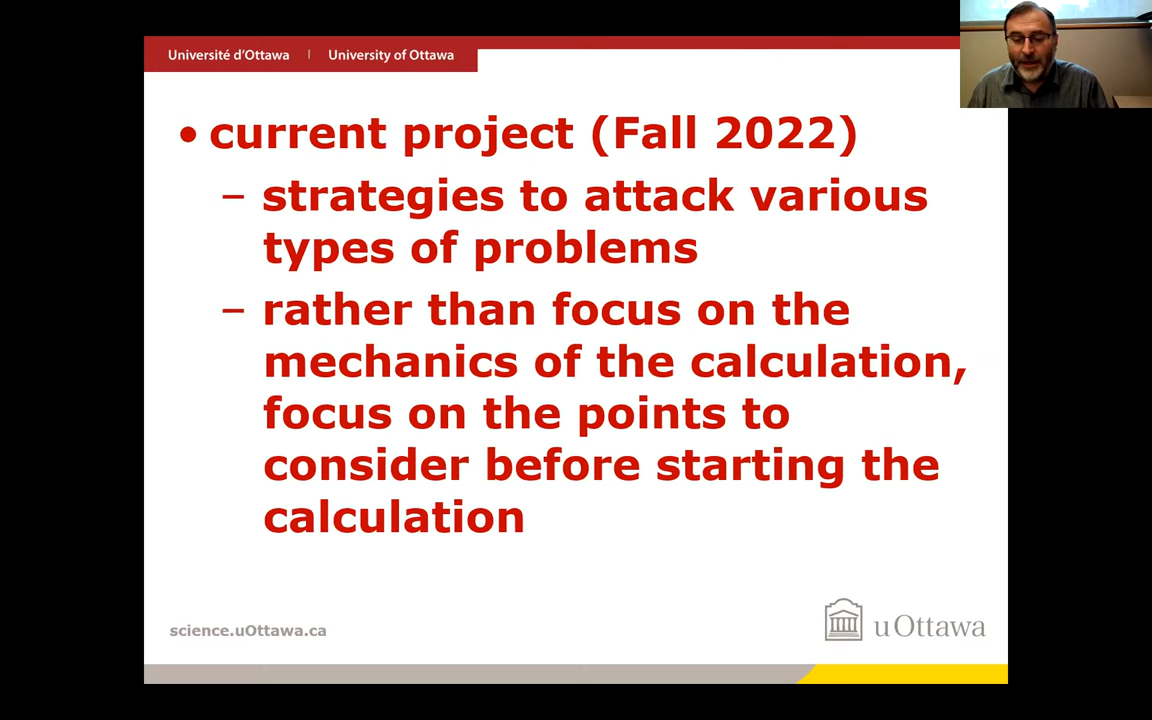 Université d'Ottawa | University of Ottawa
• current project (Fall 2022)
– strategies to attack various
types of problems
– rather than focus on the
mechanics of the calculation,
focus on the points to
consider before starting the
calculation
science.uOttawa.ca
uOttawa